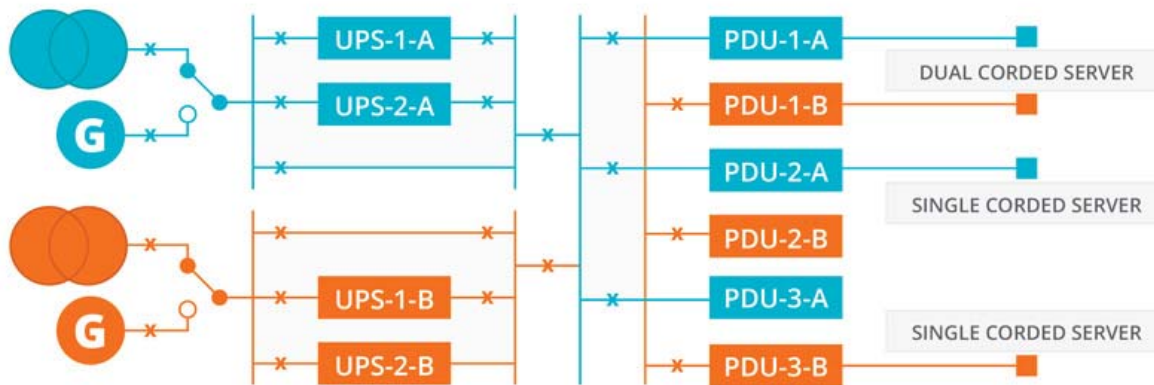 UPS-1-A
PDU-1-A
DUAL CORDED SERVER
UPS-2-A
PDU-1-B
G
PDU-2-A
SINGLE CORDED SERVER
PDU-2-B
UPS-1-B
PDU-3-A
G
SINGLE CORDED SERVER
UPS-2-B
PDU-3-B